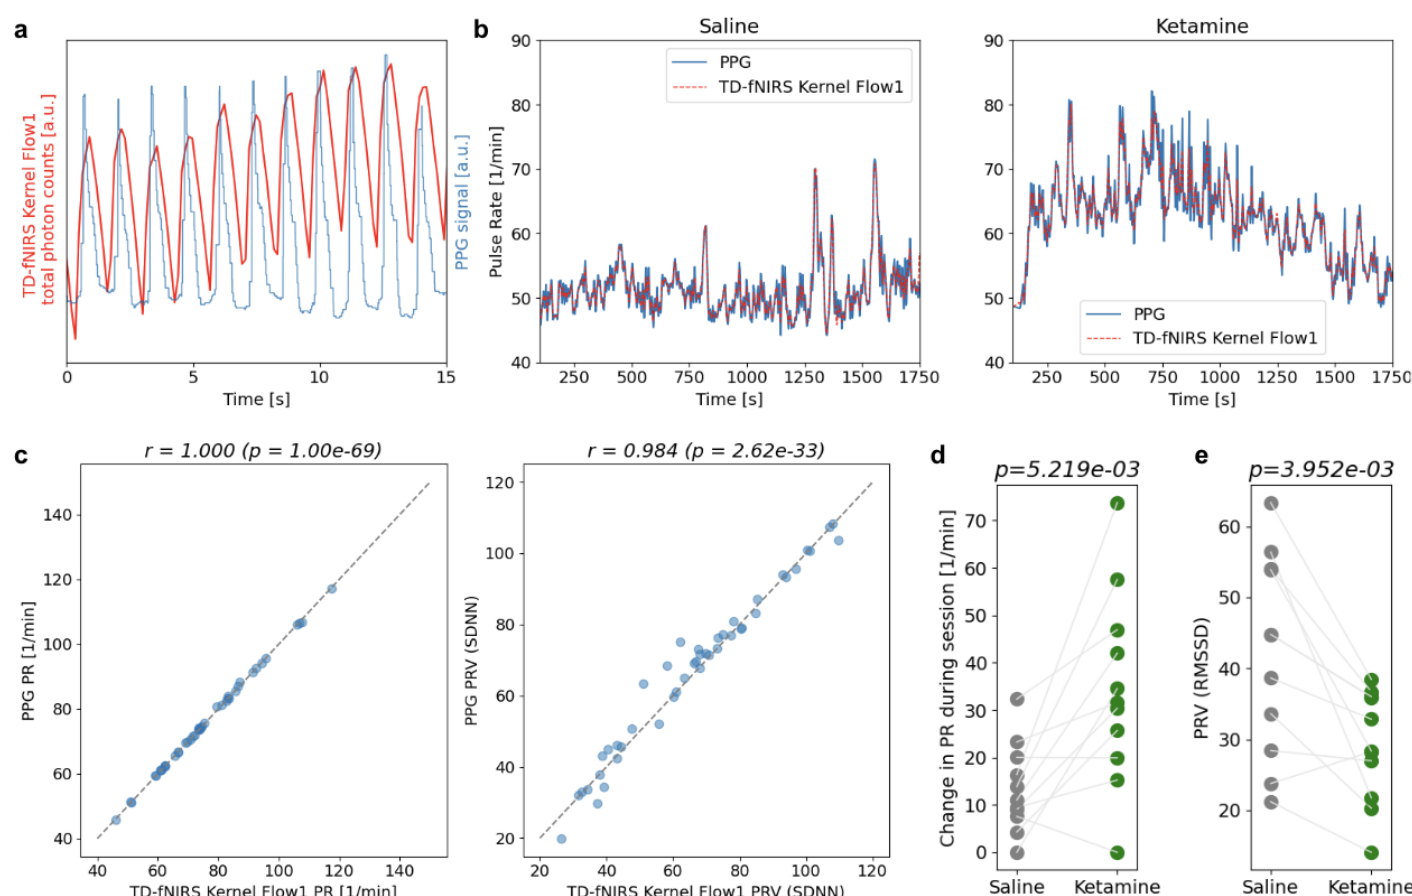 a
TD-fNIRS Kernel Flow1
total photon counts [a.u.]
PPG signal [a.u.]
0 5 10 15
Time [s]
b
Saline
Pulse Rate [1/min]
90
80
70
60
50
40
PPG
TD-fNIRS Kernel Flow1
250 500 750 1000 1250 1500 1750
Time [s]
Ketamine
90
80
70
60
50
40
PPG
TD-fNIRS Kernel Flow1
250 500 750 1000 1250 1500 1750
Time [s]
c
r = 1.000 (p = 1.00e-69)
PPG PR [1/min]
140
120
100
80
60
40
40 60 80 100 120 140
TD-fNIRS Kernel Flow1 PR [1/min]
r = 0.984 (p = 2.62e-33)
PPG PRV (SDNN)
120
100
80
60
40
20
20 40 60 80 100 120
TD-fNIRS Kernel Flow1 PRV (SDNN)
d
p=5.219e-03
Change in PR during session [1/min]
70
60
50
40
30
20
10
0
Saline Ketamine
e
p=3.952e-03
PRV (RMSSD)
60
50
40
30
20
Saline Ketamine